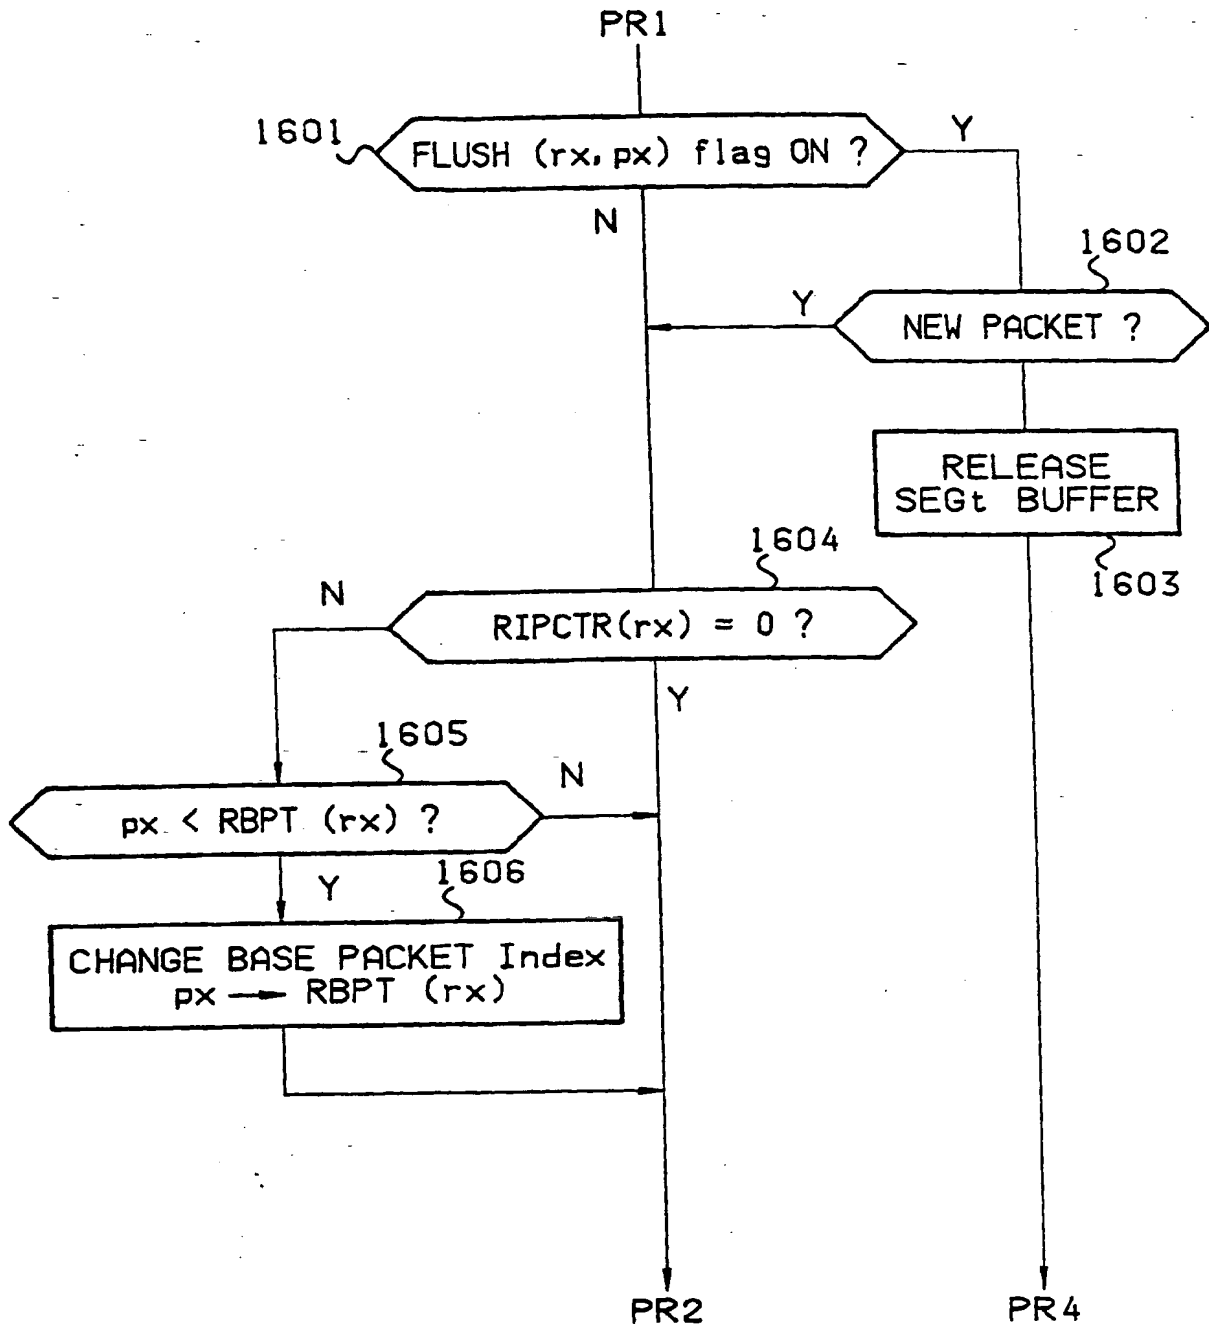 PR1
1601
FLUSH (rx,px) flag ON ?
Y
N
1602
Y
NEW PACKET ?
RELEASE
SEGt BUFFER
1603
1604
N
RIPCTR(rx) = 0 ?
Y
1605
N
px < RBPT (rx) ?
Y
1606
CHANGE BASE PACKET Index
px → RBPT (rx)
PR2
PR4